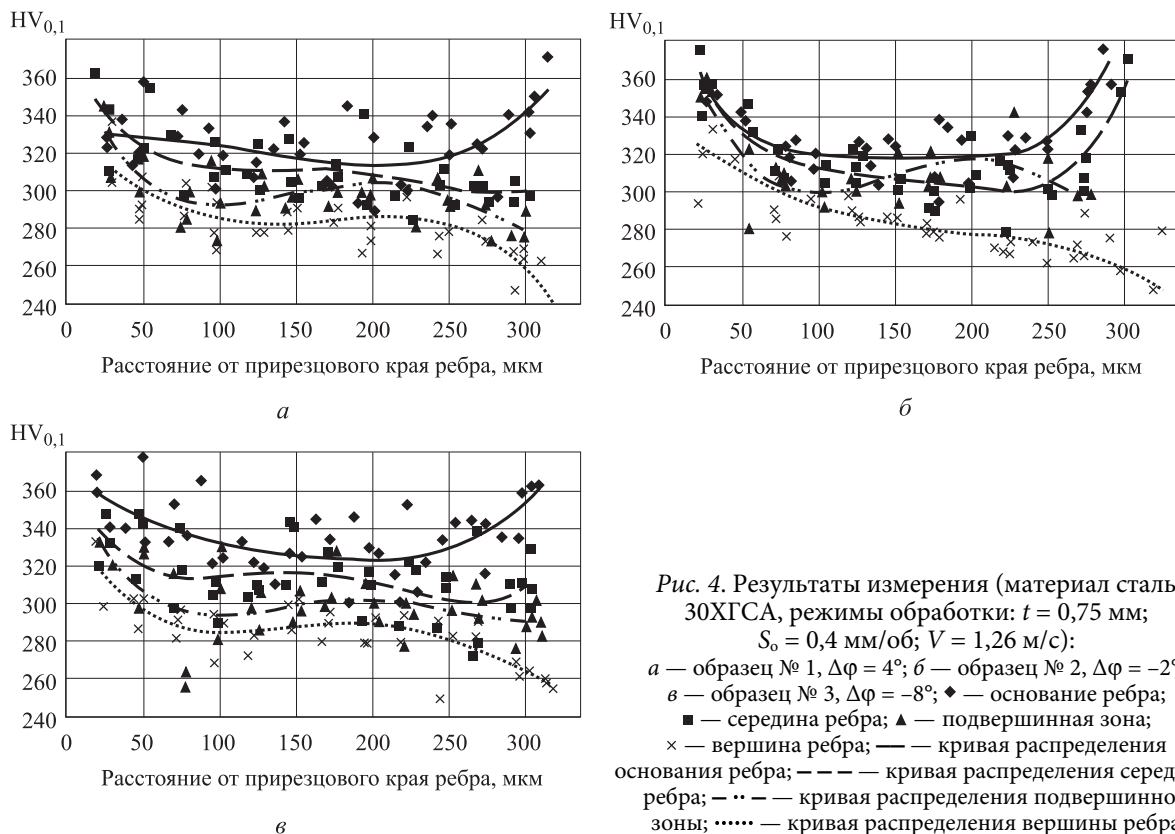 HV0,1
360
340
320
300
280
260
240
0 50 100 150 200 250 300
Расстояние от прирезцового края ребра, мкм
а
HV0,1
360
340
320
300
280
260
240
0 50 100 150 200 250 300
Расстояние от прирезцового края ребра, мкм
б
HV0,1
360
340
320
300
280
260
240
0 50 100 150 200 250 300
Расстояние от прирезцового края ребра, мкм
в
Рис. 4. Результаты измерения (материал сталь
30ХГСА, режимы обработки: t = 0,75 мм;
Sо = 0,4 мм/об; V = 1,26 м/с):
а — образец № 1, Δφ = 4°; б — образец № 2, Δφ = –2°
в — образец № 3, Δφ = –8°; ◆ — основание ребра;
■ — середина ребра; ▲ — подвершинная зона;
× — вершина ребра; —— — кривая распределения
основания ребра; – – – — кривая распределения серед
ребра; – ·· – — кривая распределения подвершинно
зоны; ······ — кривая распределения вершины ребра